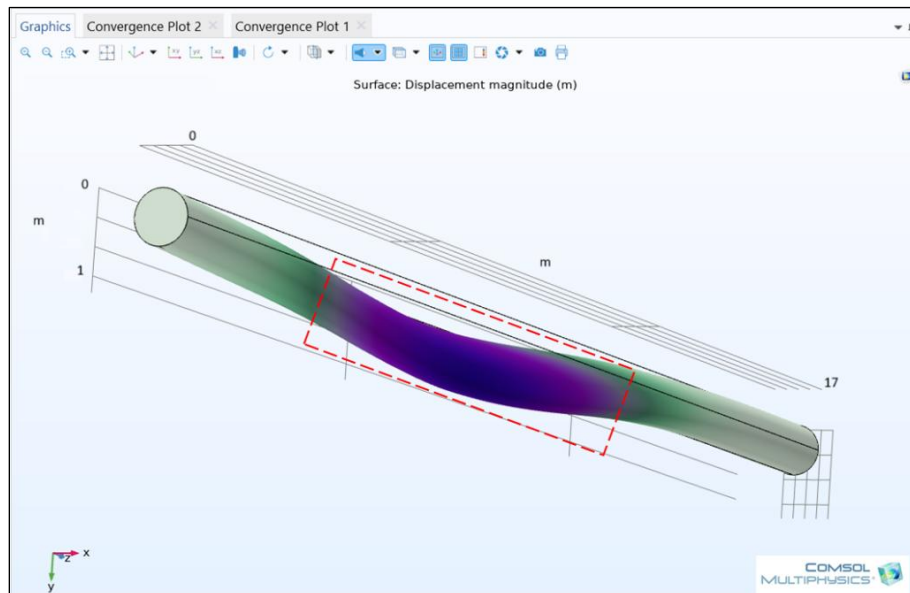 Graphics Convergence Plot 2 Convergence Plot 1
Surface: Displacement magnitude (m)
0
0
m
1
m
17
x
z
y
COMSOL
MULTIPHYSICS®